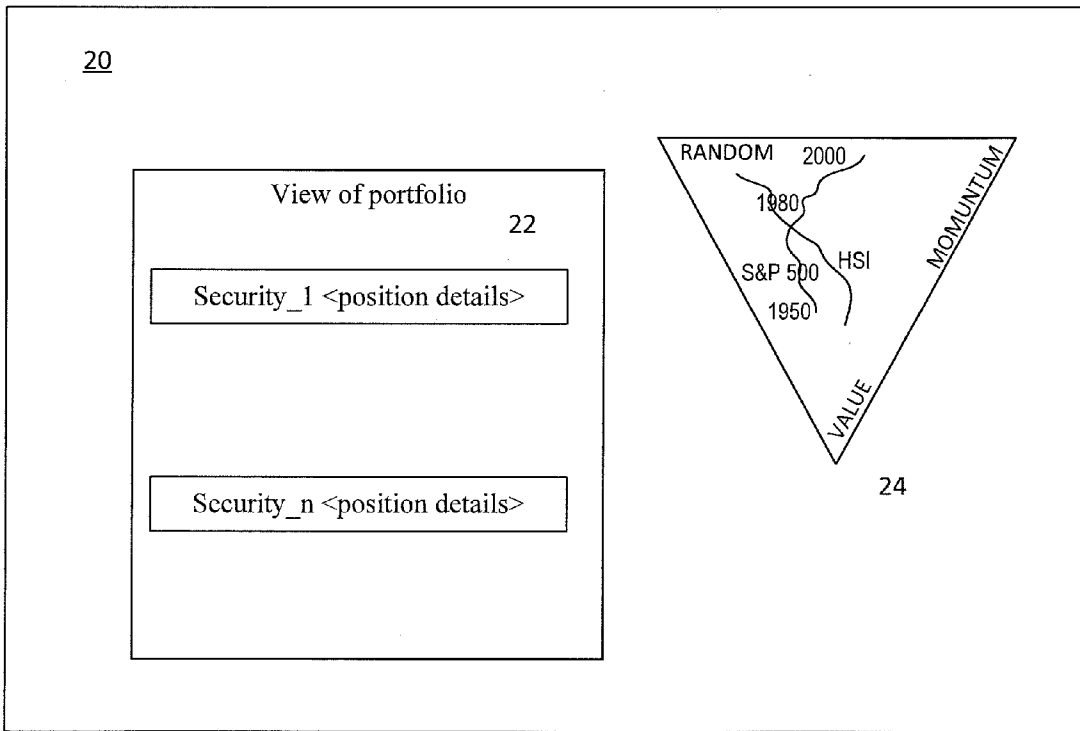 20
View of portfolio
22
Security_1 <position details>
Security_n <position details>
RANDOM
2000
1980
S&P 500
HSI
1950
MOMUNTUM
VALUE
24